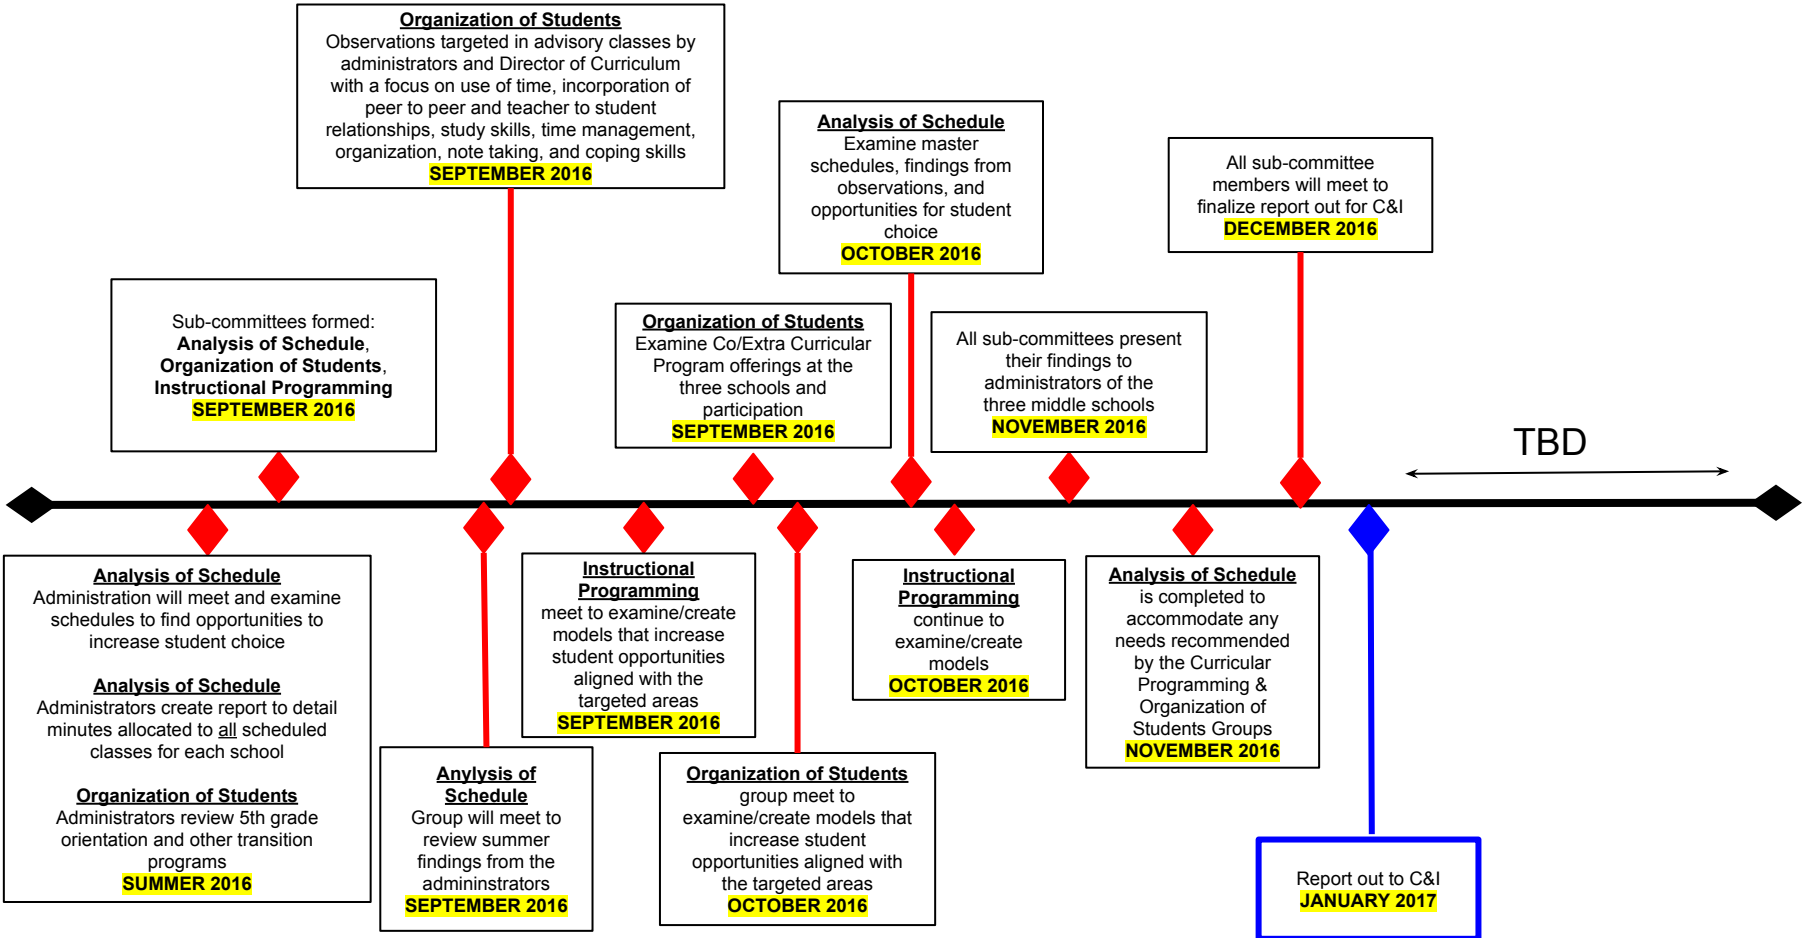 Organization of Students
Observations targeted in advisory classes by
administrators and Director of Curriculum
with a focus on use of time, incorporation of
peer to peer and teacher to student
relationships, study skills, time management,
organization, note taking, and coping skills
SEPTEMBER 2016
Analysis of Schedule
Examine master
schedules, findings from
observations, and
opportunities for student
choice
OCTOBER 2016
All sub-committee
members will meet to
finalize report out for C&I
DECEMBER 2016
Sub-committees formed:
Analysis of Schedule,
Organization of Students,
Instructional Programming
SEPTEMBER 2016
Organization of Students
Examine Co/Extra Curricular
Program offerings at the
three schools and
participation
SEPTEMBER 2016
All sub-committees present
their findings to
administrators of the
three middle schools
NOVEMBER 2016
TBD
Analysis of Schedule
Administration will meet and examine
schedules to find opportunities to
increase student choice
Analysis of Schedule
Administrators create report to detail
minutes allocated to all scheduled
classes for each school
Organization of Students
Administrators review 5th grade
orientation and other transition
programs
SUMMER 2016
Anylysis of
Schedule
Group will meet to
review summer
findings from the
admininstrators
SEPTEMBER 2016
Instructional
Programming
meet to examine/create
models that increase
student opportunities
aligned with the
targeted areas
SEPTEMBER 2016
Organization of Students
group meet to
examine/create models that
increase student
opportunities aligned with
the targeted areas
OCTOBER 2016
Instructional
Programming
continue to
examine/create
models
OCTOBER 2016
Analysis of Schedule
is completed to
accommodate any
needs recommended
by the Curricular
Programming &
Organization of
Students Groups
NOVEMBER 2016
Report out to C&I
JANUARY 2017